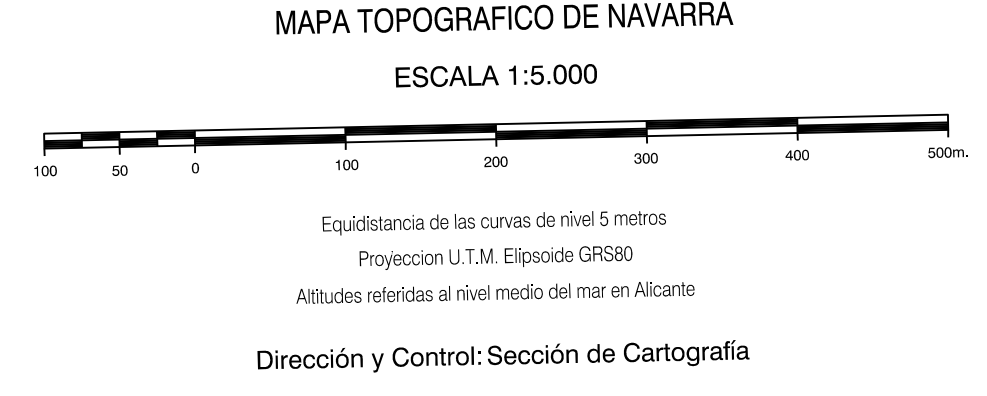 MAPA TOPOGRAFICO DE NAVARRA
ESCALA 1:5.000
100 50 0 100 200 300 400 500m.
Equidistancia de las curvas de nivel 5 metros
Proyeccion U.T.M. Elipsoide GRS80
Altitudes referidas al nivel medio del mar en Alicante
Dirección y Control: Sección de Cartografía